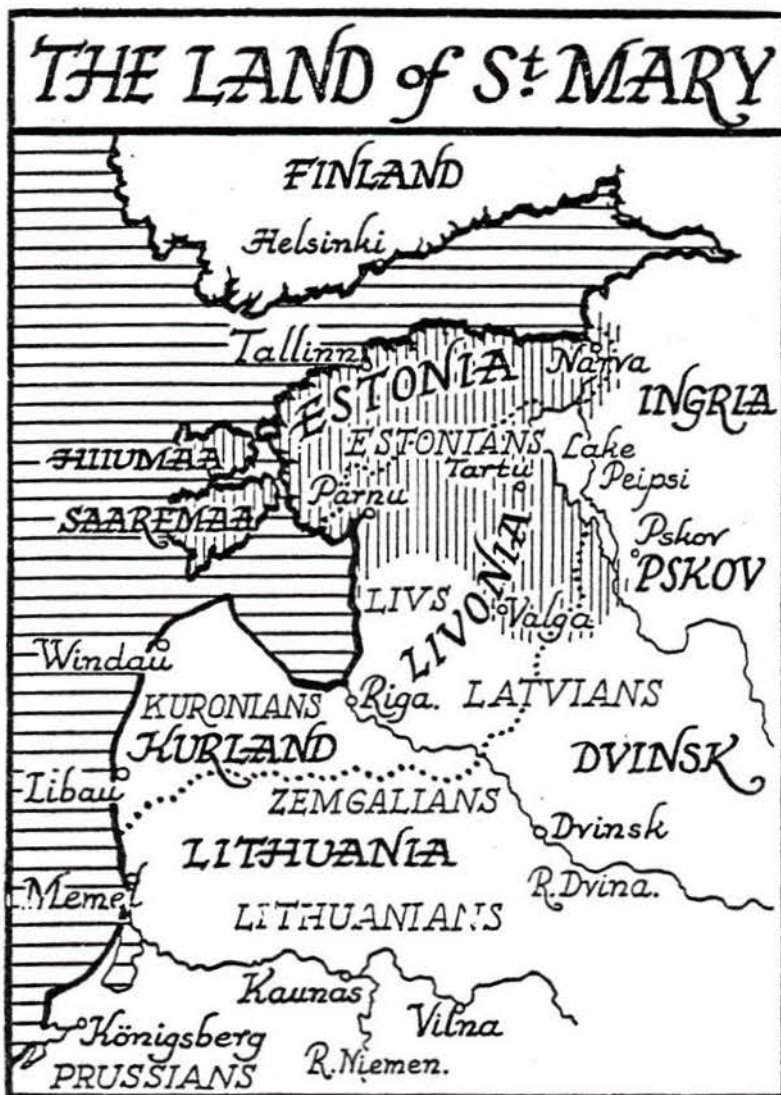 THE LAND of St. MARY
FINLAND
Helsinki
Tallinn
ESTONIA
Narva
INGRIA
HIIUMAA
ESTONIANS
Lake
Peipsi
Tartu
SAAREMAA
Pärnu
Pskov
PSKOV
LIVS
LIVONIA
Valga
Windau
KURONIANS
Riga.
LATVIANS
KURLAND
DVINSK
Libau
ZEMGALIANS
Dvinsk
LITHUANIA
R.Dvina.
Memel
LITHUANIANS
Kaunas
Vilna
Königsberg
R.Niemen.
PRUSSIANS